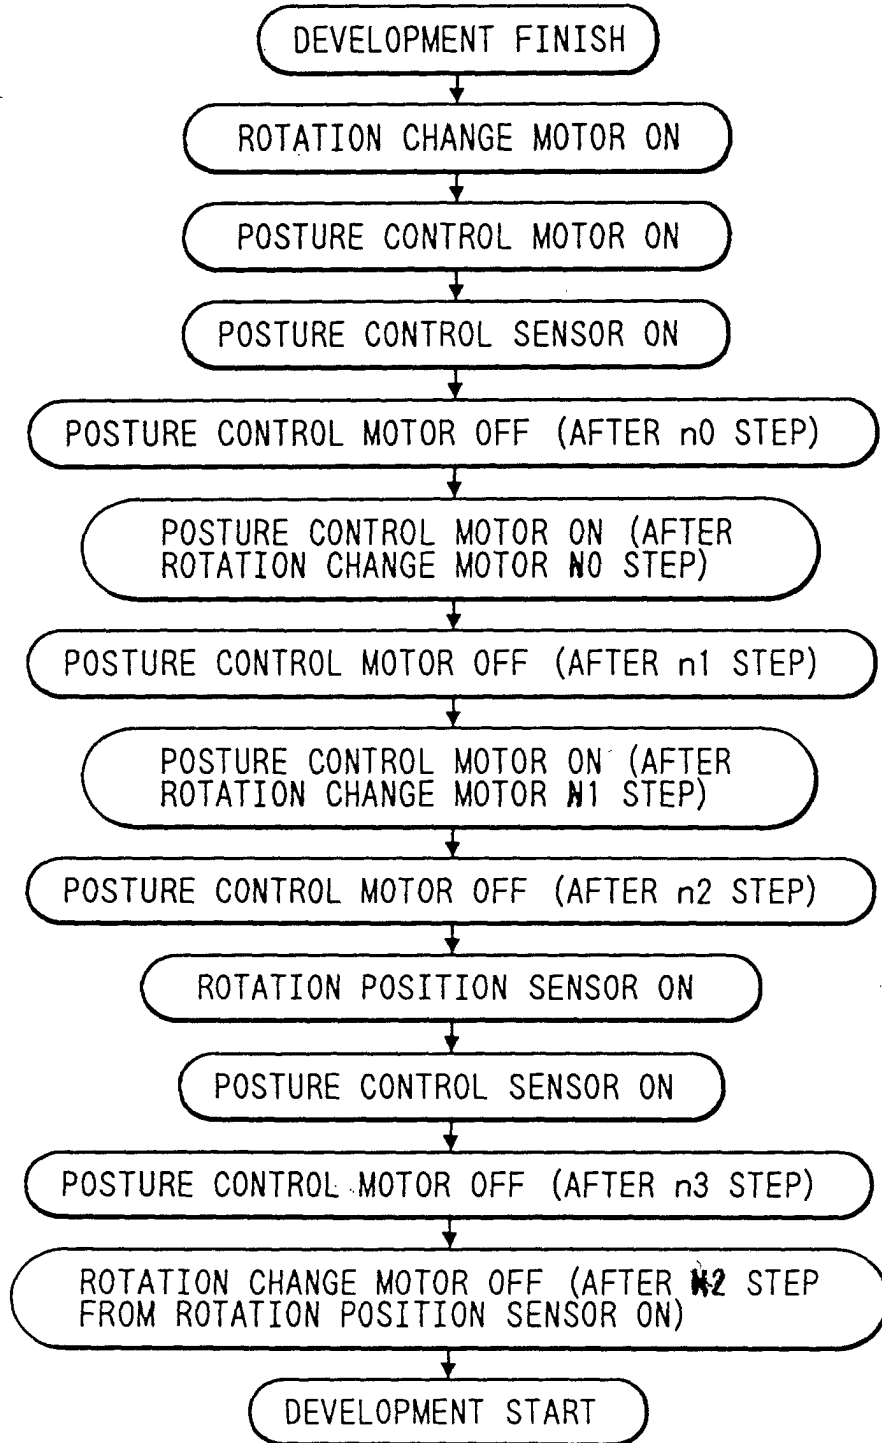 DEVELOPMENT FINISH
ROTATION CHANGE MOTOR ON
POSTURE CONTROL MOTOR ON
POSTURE CONTROL SENSOR ON
POSTURE CONTROL MOTOR OFF (AFTER n0 STEP)
POSTURE CONTROL MOTOR ON (AFTER
ROTATION CHANGE MOTOR N0 STEP)
POSTURE CONTROL MOTOR OFF (AFTER n1 STEP)
POSTURE CONTROL MOTOR ON (AFTER
ROTATION CHANGE MOTOR N1 STEP)
POSTURE CONTROL MOTOR OFF (AFTER n2 STEP)
ROTATION POSITION SENSOR ON
POSTURE CONTROL SENSOR ON
POSTURE CONTROL MOTOR OFF (AFTER n3 STEP)
ROTATION CHANGE MOTOR OFF (AFTER N2 STEP
FROM ROTATION POSITION SENSOR ON)
DEVELOPMENT START